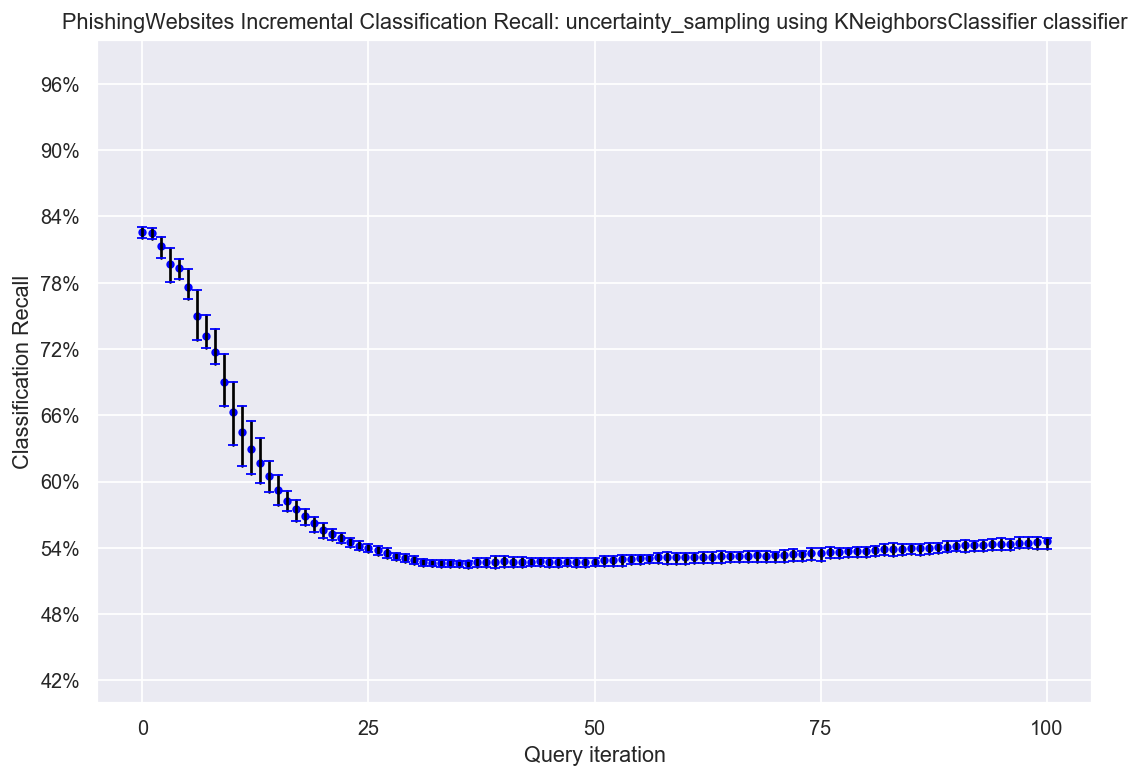 PhishingWebsites Incremental Classification Recall: uncertainty_sampling using KNeighborsClassifier classifier
96%
90%
84%
78%
72%
66%
60%
54%
48%
42%
Classification Recall
0 25 50 75 100
Query iteration